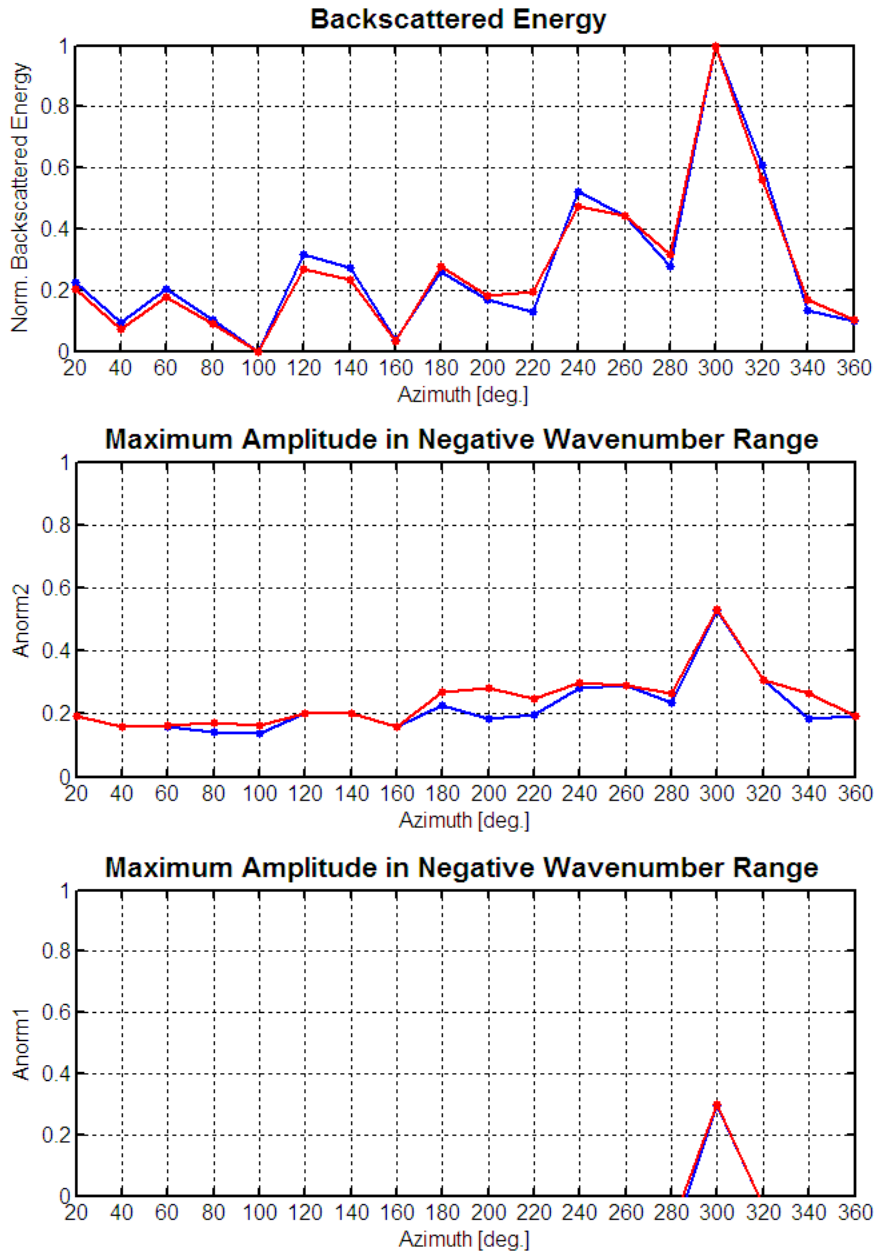 Backscattered Energy
Norm. Backscattered Energy
1
0.8
0.6
0.4
0.2
0
20 40 60 80 100 120 140 160 180 200 220 240 260 280 300 320 340 360
Azimuth [deg.]
Maximum Amplitude in Negative Wavenumber Range
Anorm2
1
0.8
0.6
0.4
0.2
0
20 40 60 80 100 120 140 160 180 200 220 240 260 280 300 320 340 360
Azimuth [deg.]
Maximum Amplitude in Negative Wavenumber Range
Anorm1
1
0.8
0.6
0.4
0.2
0
20 40 60 80 100 120 140 160 180 200 220 240 260 280 300 320 340 360
Azimuth [deg.]